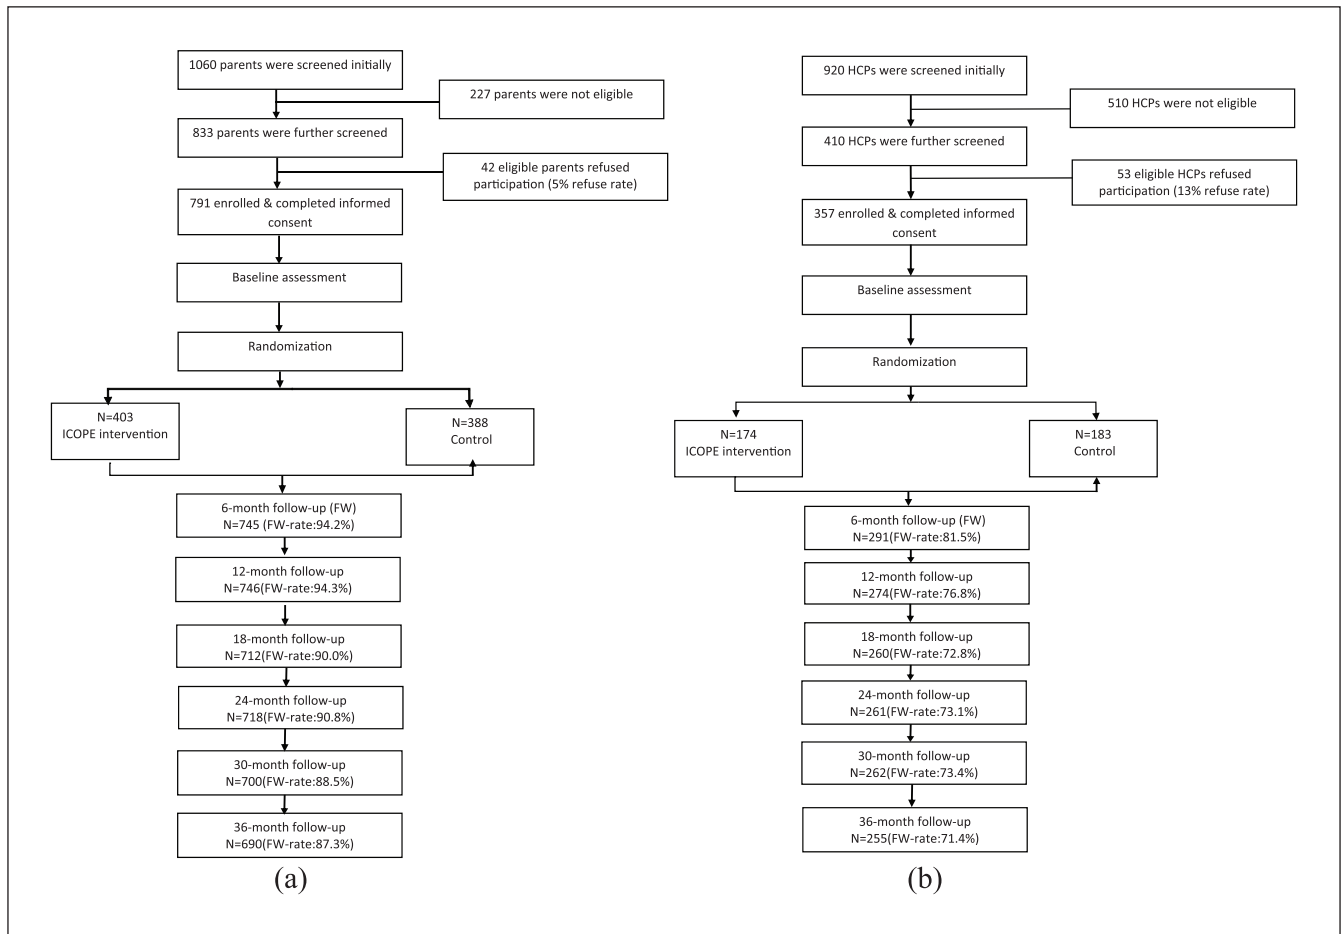 1060 parents were screened initially
227 parents were not eligible
833 parents were further screened
42 eligible parents refused
participation (5% refuse rate)
791 enrolled & completed informed
consent
Baseline assessment
Randomization
N=403
ICOPE intervention
N=388
Control
6-month follow-up (FW)
N=745 (FW-rate:94.2%)
12-month follow-up
N=746(FW-rate:94.3%)
18-month follow-up
N=712(FW-rate:90.0%)
24-month follow-up
N=718(FW-rate:90.8%)
30-month follow-up
N=700(FW-rate:88.5%)
36-month follow-up
N=690(FW-rate:87.3%)
(a)
920 HCPs were screened initially
510 HCPs were not eligible
410 HCPs were further screened
53 eligible HCPs refused
participation (13% refuse rate)
357 enrolled & completed informed
consent
Baseline assessment
Randomization
N=174
ICOPE intervention
N=183
Control
6-month follow-up (FW)
N=291(FW-rate:81.5%)
12-month follow-up
N=274(FW-rate:76.8%)
18-month follow-up
N=260(FW-rate:72.8%)
24-month follow-up
N=261(FW-rate:73.1%)
30-month follow-up
N=262(FW-rate:73.4%)
36-month follow-up
N=255(FW-rate:71.4%)
(b)